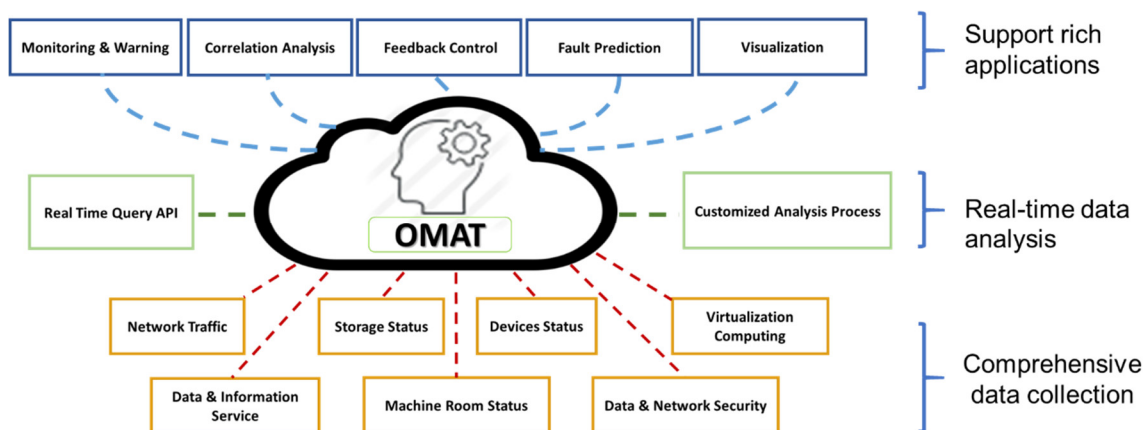 Monitoring & Warning
Correlation Analysis
Feedback Control
Fault Prediction
Visualization
Support rich
applications
Real Time Query API
OMAT
Customized Analysis Process
Real-time data
analysis
Network Traffic
Storage Status
Devices Status
Virtualization
Computing
Data & Information
Service
Machine Room Status
Data & Network Security
Comprehensive
data collection